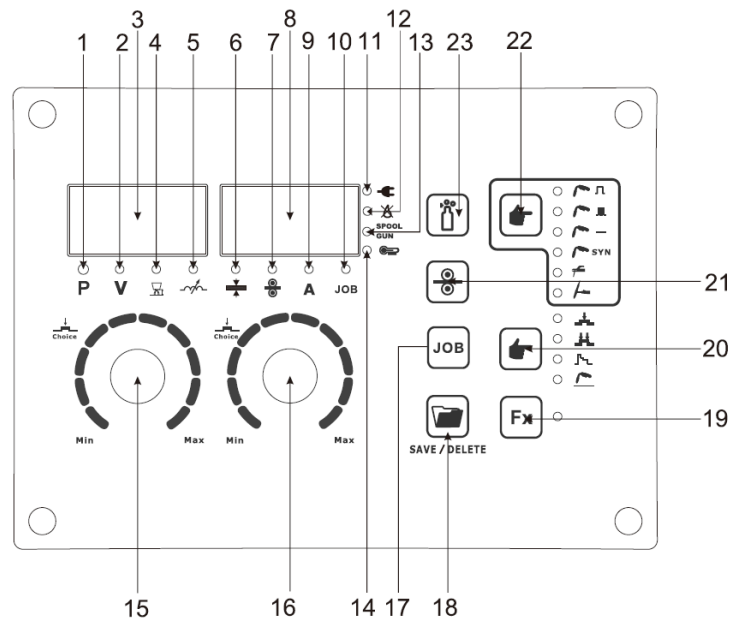 1 2 3 4 5 6 7 8 9 10 11 12 13 23 22
SPOOL
GUN
SYN
P V A JOB
Choice Choice
21
JOB
20
Min Max Min Max
Fx
19
SAVE / DELETE
15 16 14 17 18